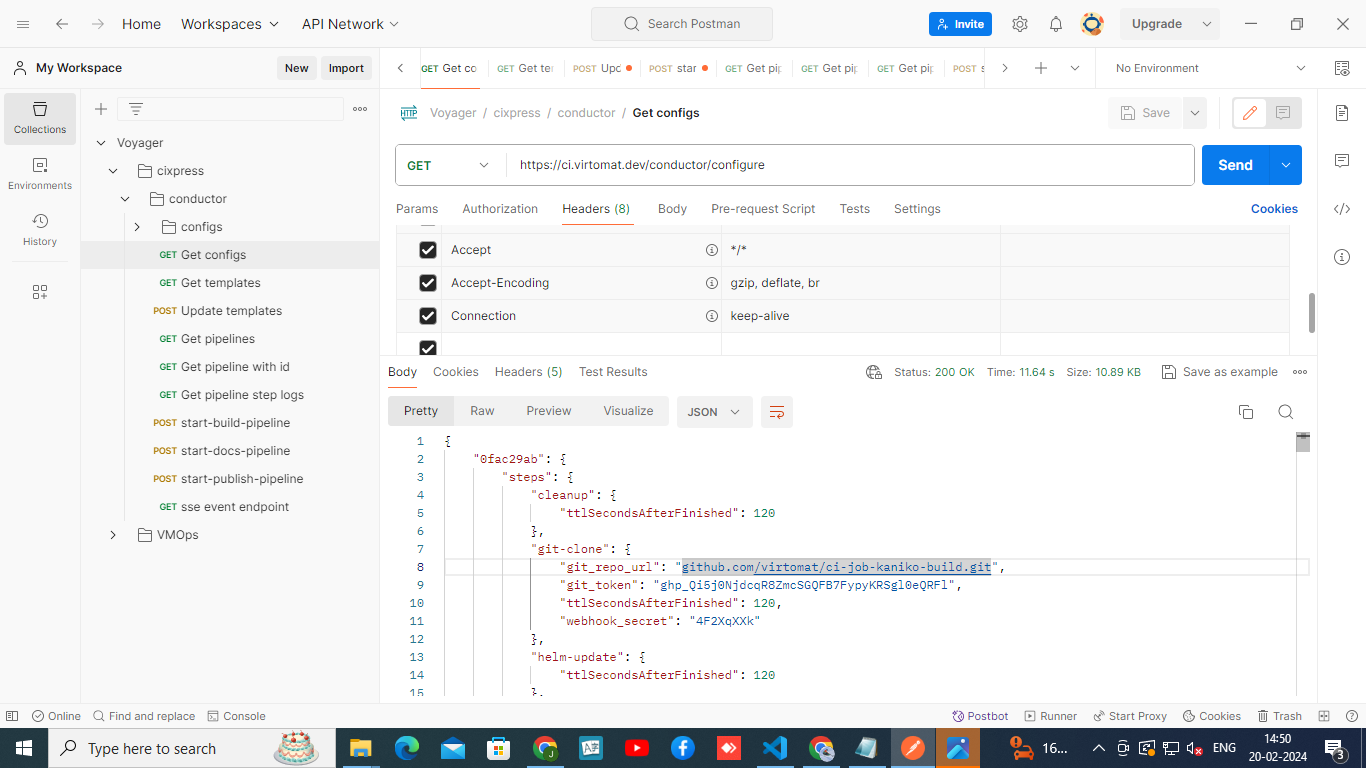 Home Workspaces API Network Search Postman Invite Upgrade
My Workspace New Import
GET Get co GET Get te POST Upd POST star GET Get pip GET Get pip GET Get pip POST s No Environment
Collections
Environments
History
Voyager
cixpress
conductor
configs
GET Get configs
GET Get templates
POST Update templates
GET Get pipelines
GET Get pipeline with id
GET Get pipeline step logs
POST start-build-pipeline
POST start-docs-pipeline
POST start-publish-pipeline
GET sse event endpoint
VMOps
HTTP Voyager / cixpress / conductor / Get configs Save
GET https://ci.virtomat.dev/conductor/configure Send
Params Authorization Headers (8) Body Pre-request Script Tests Settings Cookies
Accept */*
Accept-Encoding gzip, deflate, br
Connection keep-alive
Body Cookies Headers (5) Test Results Status: 200 OK Time: 11.64 s Size: 10.89 KB Save as example
Pretty Raw Preview Visualize JSON
1 {
2 "0fac29ab": {
3 "steps": {
4 "cleanup": {
5 "ttlSecondsAfterFinished": 120
6 },
7 "git-clone": {
8 "git_repo_url": "github.com/virtomat/ci-job-kaniko-build.git",
9 "git_token": "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",
10 "ttlSecondsAfterFinished": 120,
11 "webhook_secret": "4F2XqXXk"
12 },
13 "helm-update": {
14 "ttlSecondsAfterFinished": 120
15 },
Online Find and replace Console Postbot Runner Start Proxy Cookies Trash
Type here to search 16... ENG 14:50
20-02-2024 3